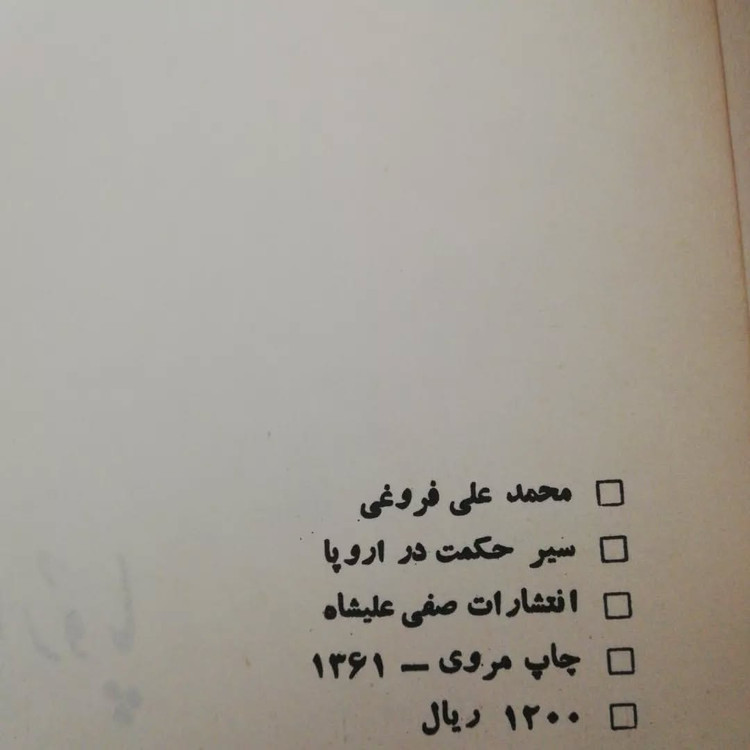 □ محمد علی فروغی
□ سیر حکمت در اروپا
□ انتشارات صفی علیشاه
□ چاپ مروی – ۱۳۶۱
□ ۱۲۰۰ ریال